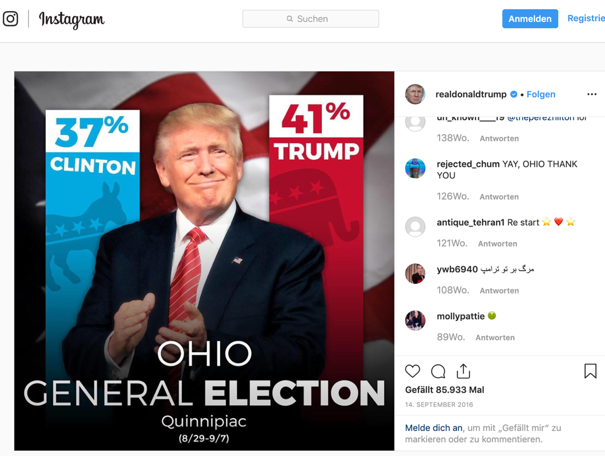 Instagram
Suchen
Anmelden
Registrie
37%
CLINTON
41%
TRUMP
OHIO
GENERAL ELECTION
Quinnipiac
(8/29-9/7)
realdonaldtrump • Folgen
un_known____19 @theperezhilton lol
138Wo. Antworten
rejected_chum YAY, OHIO THANK
YOU
126Wo. Antworten
antique_tehran1 Re start ⭐ ❤️ ⭐
121Wo. Antworten
ywb6940 مرگ بر تو ترامپ
108Wo. Antworten
mollypattie 🤢
89Wo. Antworten
Gefällt 85.933 Mal
14. SEPTEMBER 2016
Melde dich an, um mit „Gefällt mir“ zu
markieren oder zu kommentieren.